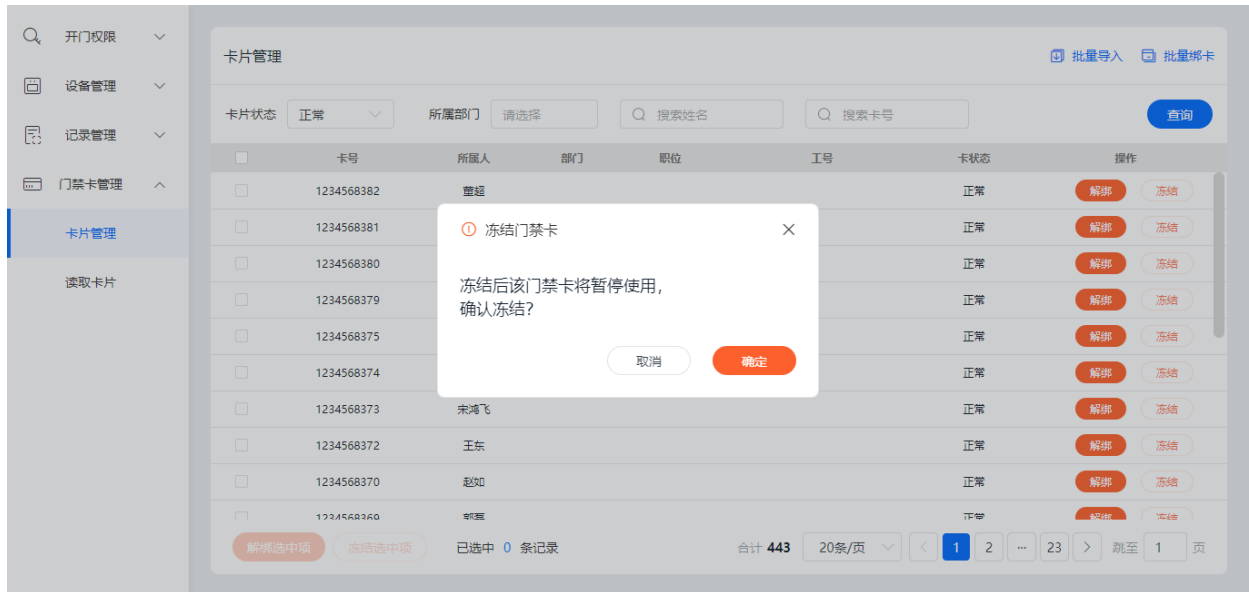 开门权限
设备管理
记录管理
门禁卡管理
卡片管理
读取卡片
卡片管理
批量导入 批量绑卡
卡片状态 正常 所属部门 请选择 搜索姓名 搜索卡号 查询
卡号 所属人 部门 职位 工号 卡状态 操作
1234568382 董超 正常 解绑 冻结
1234568381 正常 解绑 冻结
1234568380 正常 解绑 冻结
1234568379 正常 解绑 冻结
1234568375 正常 解绑 冻结
1234568374 正常 解绑 冻结
1234568373 宋鸿飞 正常 解绑 冻结
1234568372 王东 正常 解绑 冻结
1234568370 赵如 正常 解绑 冻结
1234568369 郭磊 正常 解绑 冻结
冻结门禁卡
冻结后该门禁卡将暂停使用，
确认冻结？
取消 确定
解绑选中项 冻结选中项 已选中 0 条记录 合计 443 20条/页 < 1 2 ··· 23 > 跳至 1 页